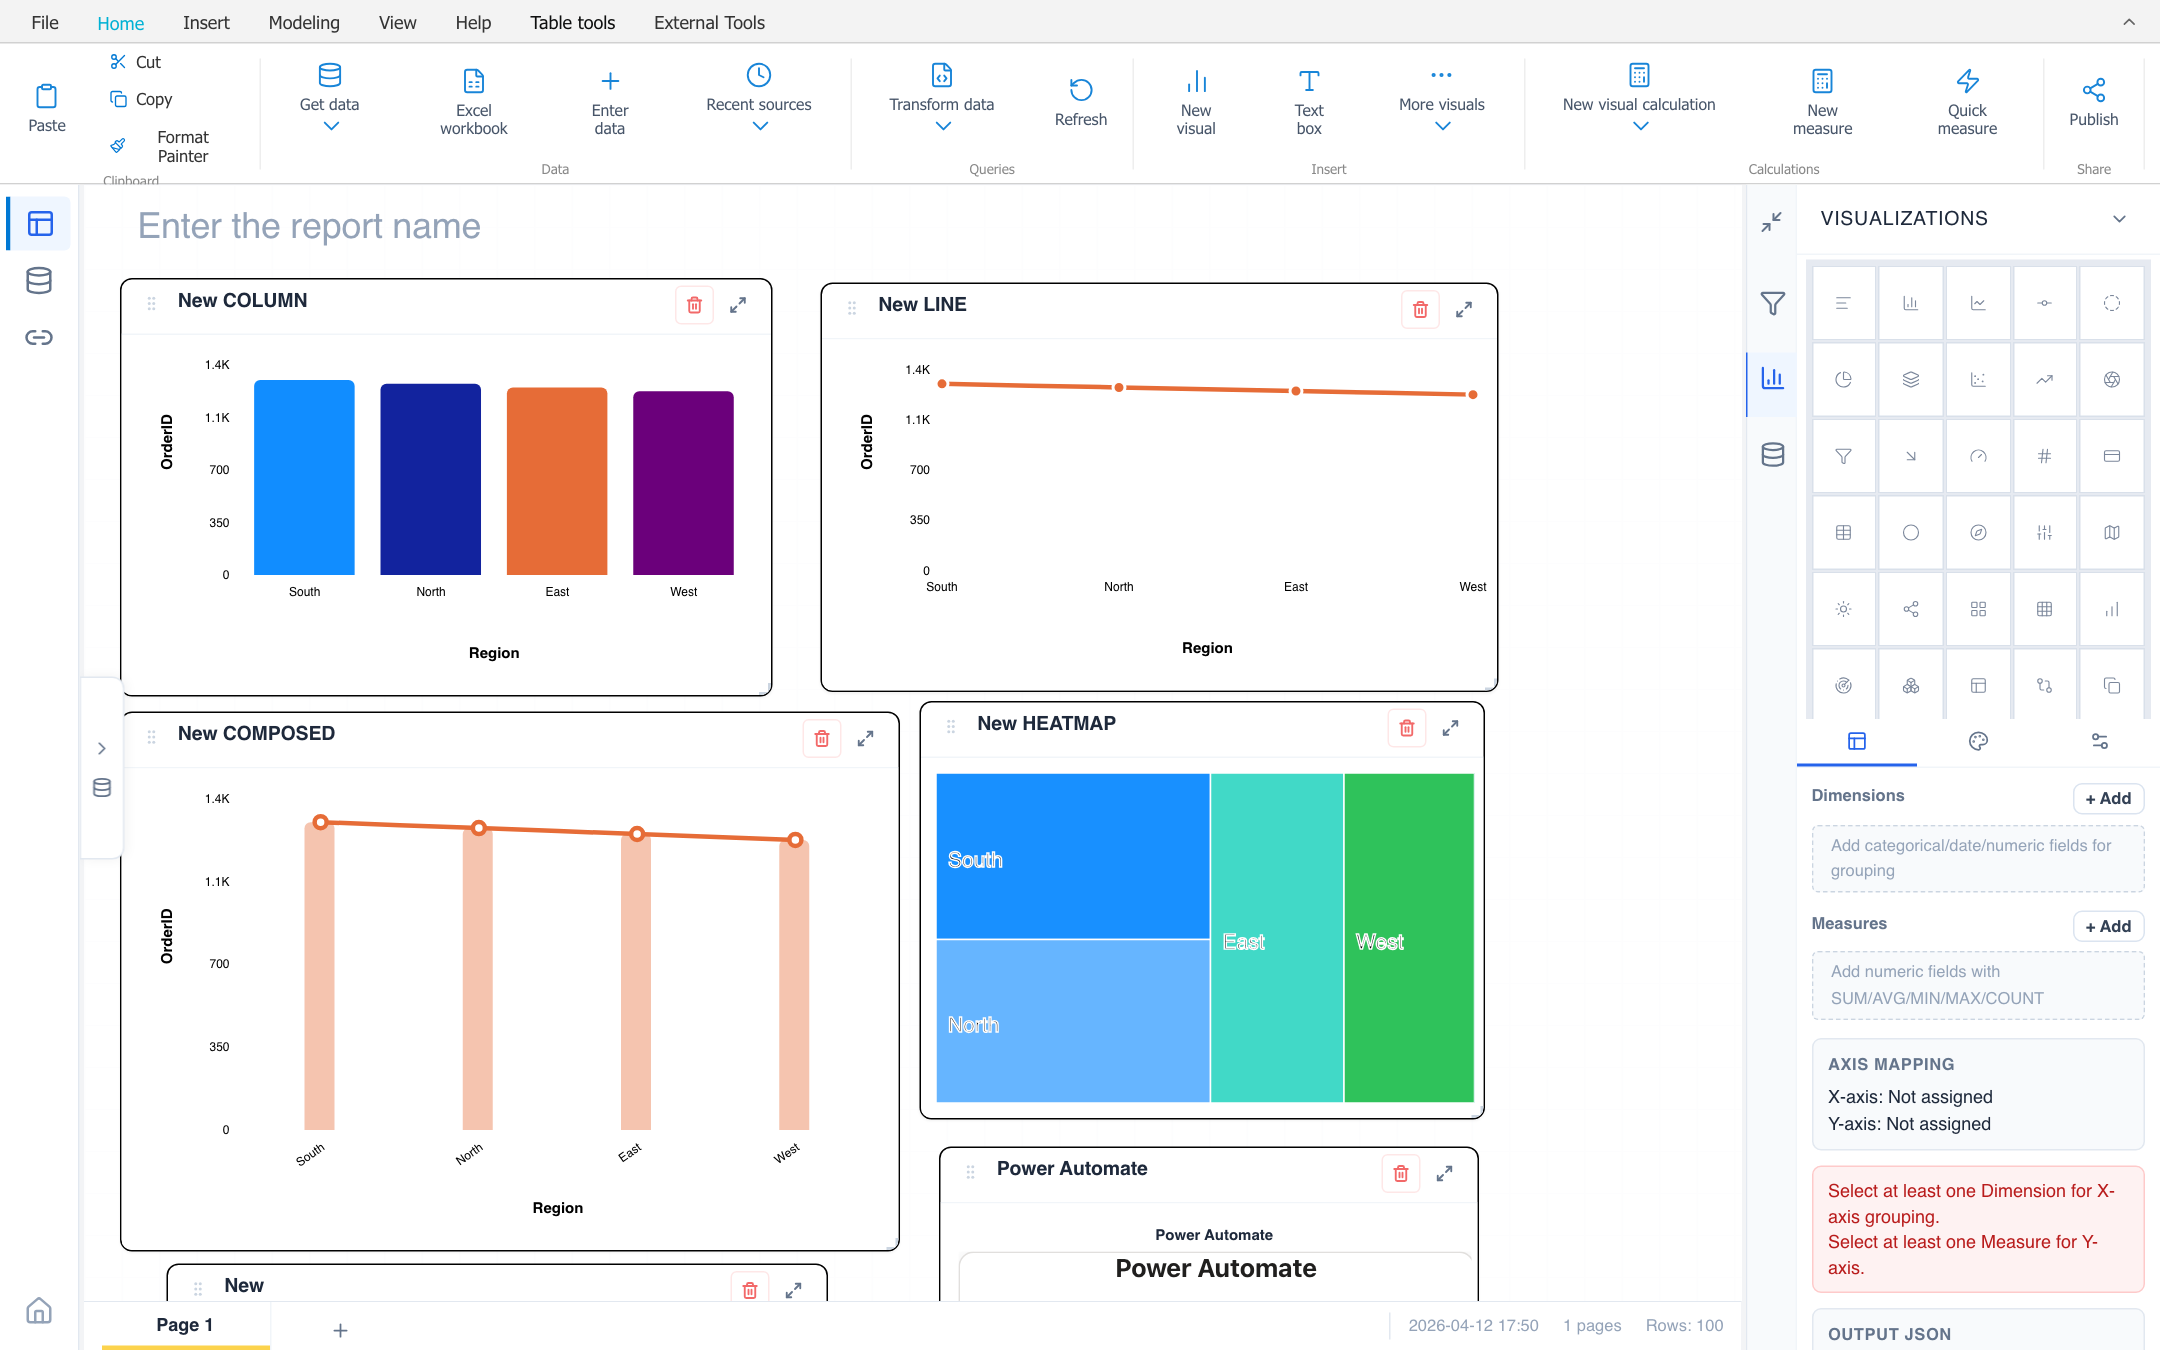 File Home Insert Modeling View Help Table tools External Tools
Paste
Cut
Copy
Format
Painter
Clipboard
Get data
Excel
workbook
Enter
data
Recent sources
Data
Transform data
Refresh
Queries
New
visual
Text
box
More visuals
Insert
New visual calculation
New
measure
Quick
measure
Calculations
Publish
Share
Enter the report name
New COLUMN
1.4K
1.1K
700
350
0
OrderID
South North East West
Region
New LINE
1.4K
1.1K
700
350
0
OrderID
South North East West
Region
New COMPOSED
1.4K
1.1K
700
350
0
OrderID
South North East West
Region
New HEATMAP
South
North
East
West
Power Automate
Power Automate
Power Automate
New
Page 1
2026-04-12 17:50 1 pages Rows: 100
VISUALIZATIONS
Dimensions
+ Add
Add categorical/date/numeric fields for
grouping
Measures
+ Add
Add numeric fields with
SUM/AVG/MIN/MAX/COUNT
AXIS MAPPING
X-axis: Not assigned
Y-axis: Not assigned
Select at least one Dimension for X-
axis grouping.
Select at least one Measure for Y-
axis.
OUTPUT JSON